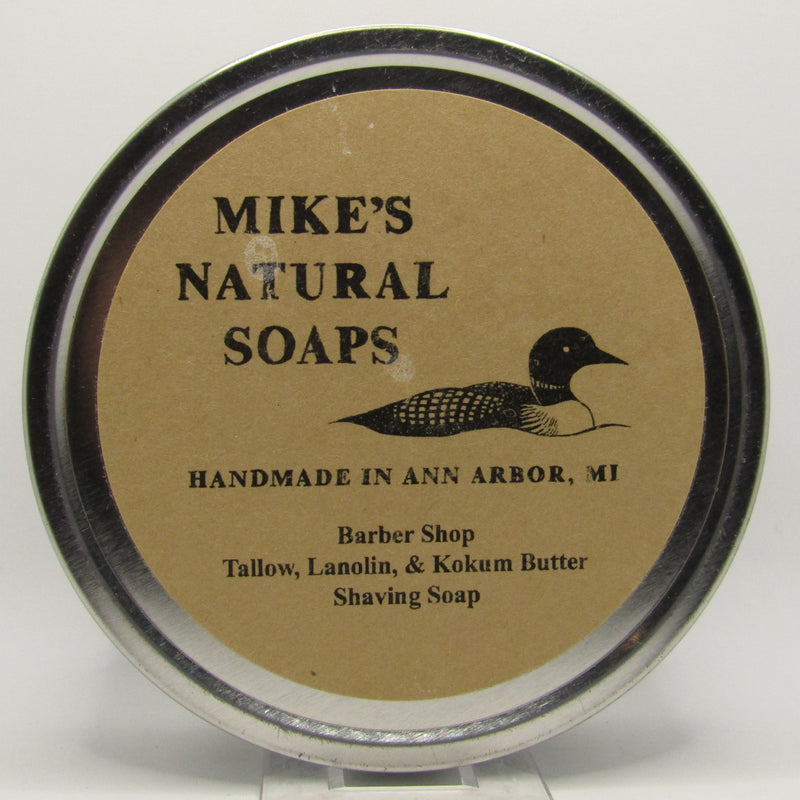 MIKE'S
NATURAL
SOAPS
HANDMADE IN ANN ARBOR, MI
Barber Shop
Tallow, Lanolin, & Kokum Butter
Shaving Soap